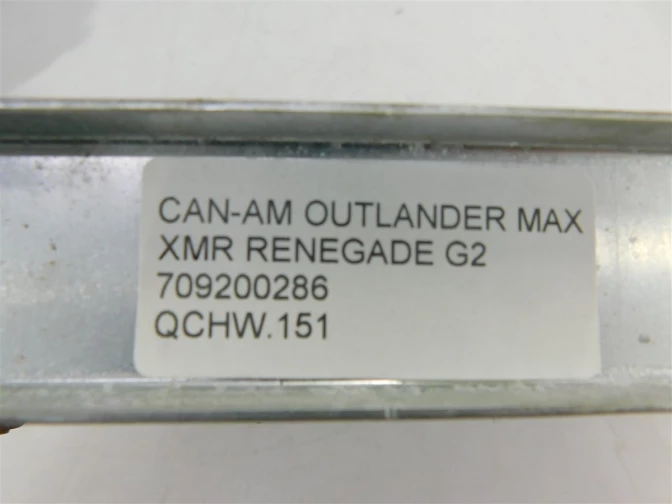 CAN-AM OUTLANDER MAX
XMR RENEGADE G2
709200286
QCHW.151